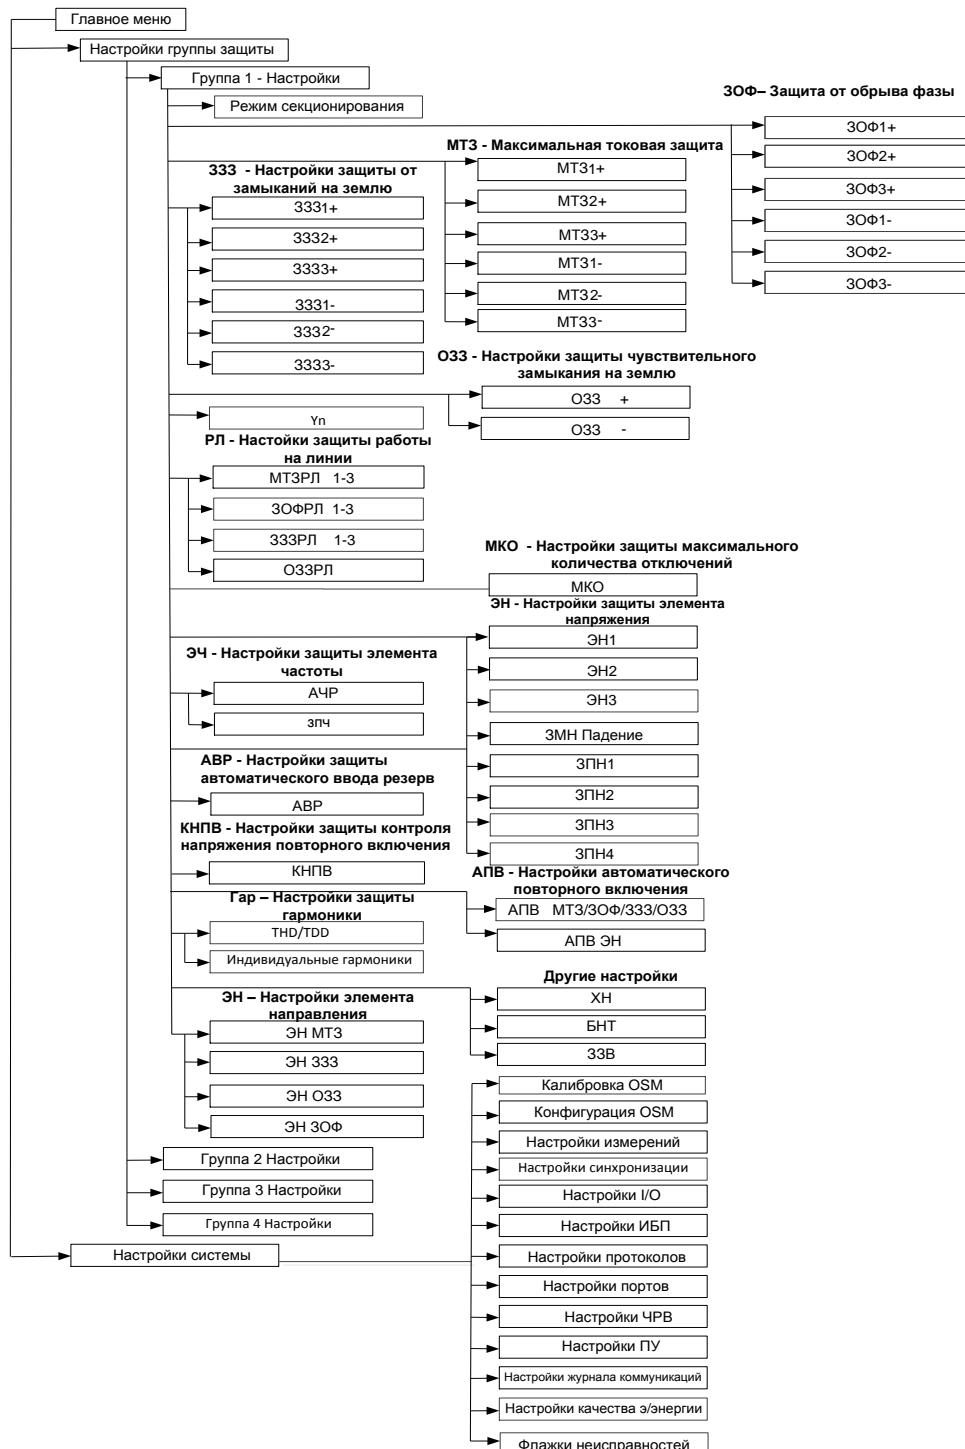 Главное меню
Настройки группы защиты
Группа 1 - Настройки
Режим секционирования
ЗОФ– Защита от обрыва фазы
ЗОФ1+
ЗОФ2+
ЗОФ3+
ЗОФ1-
ЗОФ2-
ЗОФ3-
МТЗ - Максимальная токовая защита
МТЗ1+
МТЗ2+
МТЗ3+
МТЗ1-
МТЗ2-
МТЗ3-
ЗЗЗ - Настройки защиты от
замыканий на землю
ЗЗЗ1+
ЗЗЗ2+
ЗЗЗ3+
ЗЗЗ1-
ЗЗЗ2-
ЗЗЗ3-
ОЗЗ - Настройки защиты чувствительного
замыкания на землю
ОЗЗ +
ОЗЗ -
Yn
РЛ - Настойки защиты работы
на линии
МТЗРЛ 1-3
ЗОФРЛ 1-3
ЗЗЗРЛ 1-3
ОЗЗРЛ
МКО - Настройки защиты максимального
количества отключений
МКО
ЭН - Настройки защиты элемента
напряжения
ЭН1
ЭН2
ЭН3
ЗМН Падение
ЗПН1
ЗПН2
ЗПН3
ЗПН4
ЭЧ - Настройки защиты элемента
частоты
АЧР
зпч
АВР - Настройки защиты
автоматического ввода резерв
АВР
КНПВ - Настройки защиты контроля
напряжения повторного включения
КНПВ
АПВ - Настройки автоматического
повторного включения
АПВ МТЗ/ЗОФ/ЗЗЗ/ОЗЗ
АПВ ЭН
Гар – Настройки защиты
гармоники
THD/TDD
Индивидуальные гармоники
Другие настройки
ХН
БНТ
ЗЗВ
ЭН – Настройки элемента
направления
ЭН МТЗ
ЭН ЗЗЗ
ЭН ОЗЗ
ЭН ЗОФ
Группа 2 Настройки
Группа 3 Настройки
Группа 4 Настройки
Настройки системы
Калибровка OSM
Конфигурация OSM
Настройки измерений
Настройки синхронизации
Настройки I/O
Настройки ИБП
Настройки протоколов
Настройки портов
Настройки ЧРВ
Настройки ПУ
Настройки журнала коммуникаций
Настройки качества э/энергии
Флажки неисправностей